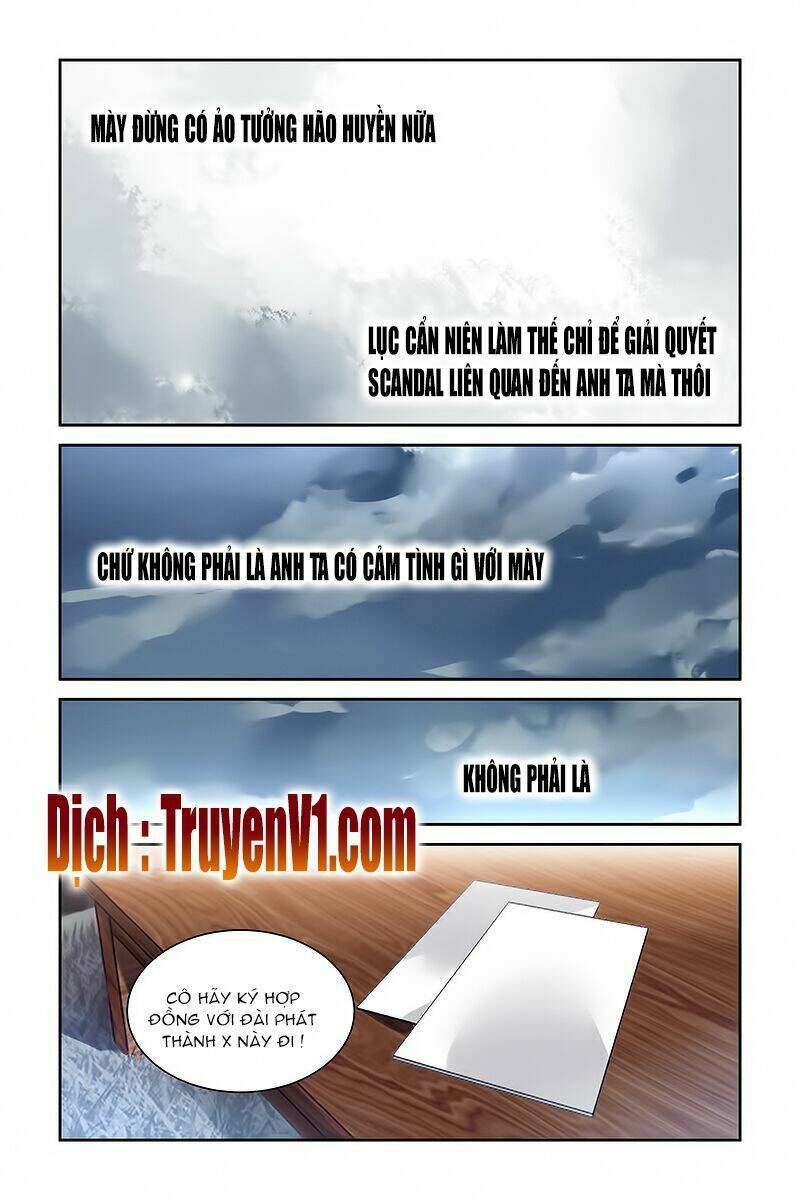 MÀY ĐỪNG CÓ ẢO TƯỞNG HÃO HUYỀN NỮA
LỤC CẨN NIÊN LÀM THẾ CHỈ ĐỂ GIẢI QUYẾT
SCANDAL LIÊN QUAN ĐẾN ANH TA MÀ THÔI
CHỨ KHÔNG PHẢI LÀ ANH TA CÓ CẢM TÌNH GÌ VỚI MÀY
KHÔNG PHẢI LÀ
Dịch : TruyenV1.com
CÔ HÃY KÝ HỢP
ĐỒNG VỚI ĐÀI PHÁT
THÀNH X NÀY ĐI !